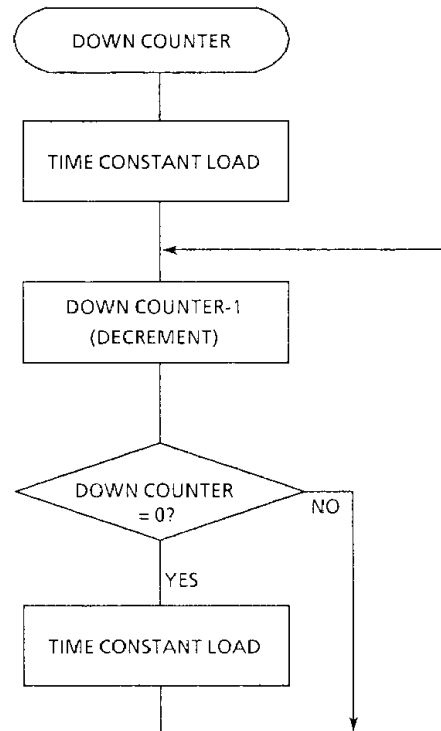 DOWN COUNTER
TIME CONSTANT LOAD
DOWN COUNTER-1
(DECREMENT)
DOWN COUNTER
= 0?
NO
YES
TIME CONSTANT LOAD